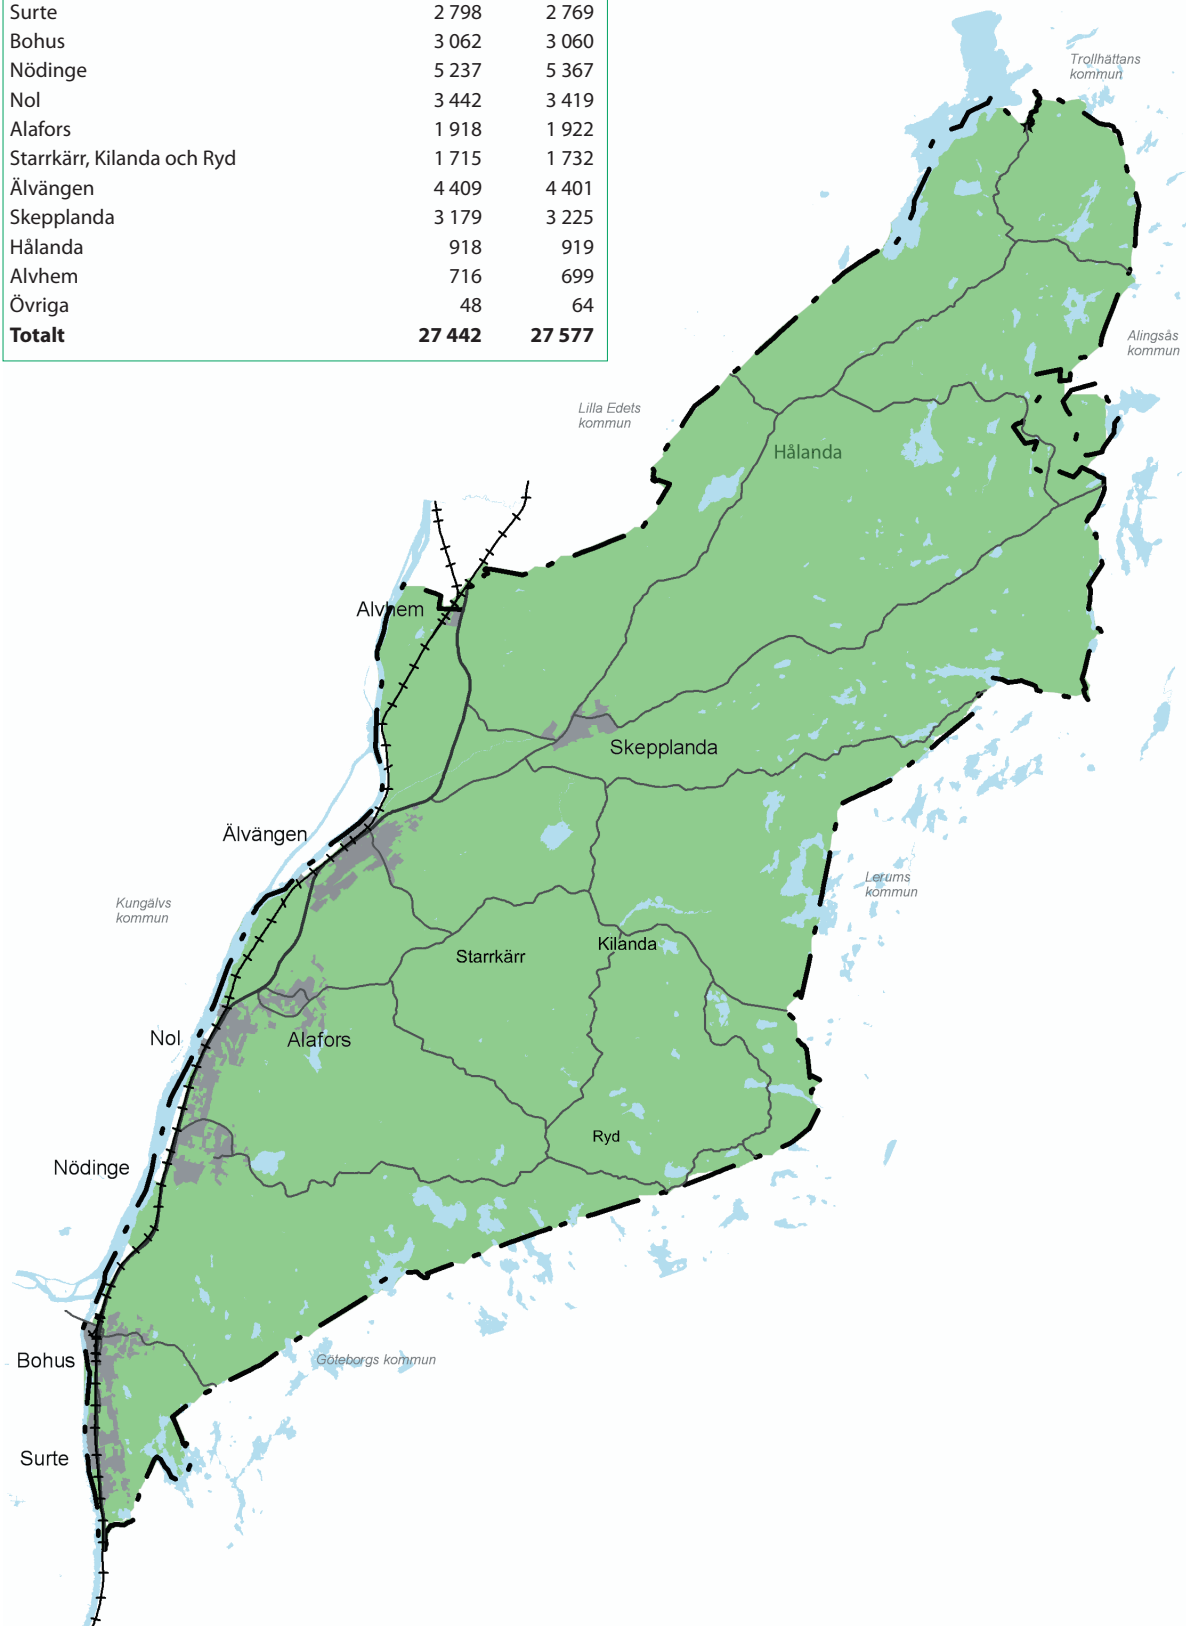 Surte 2 798 2 769
Bohus 3 062 3 060
Nödinge 5 237 5 367
Nol 3 442 3 419
Alafors 1 918 1 922
Starrkärr, Kilanda och Ryd 1 715 1 732
Älvängen 4 409 4 401
Skepplanda 3 179 3 225
Hålanda 918 919
Alvhem 716 699
Övriga 48 64
Totalt 27 442 27 577
Trollhättans
kommun
Alingsås
kommun
Lilla Edets
kommun
Hålanda
Alvhem
Skepplanda
Älvängen
Lerums
kommun
Kungälvs
kommun
Kilanda
Starrkärr
Nol
Alafors
Ryd
Nödinge
Bohus
Göteborgs kommun
Surte